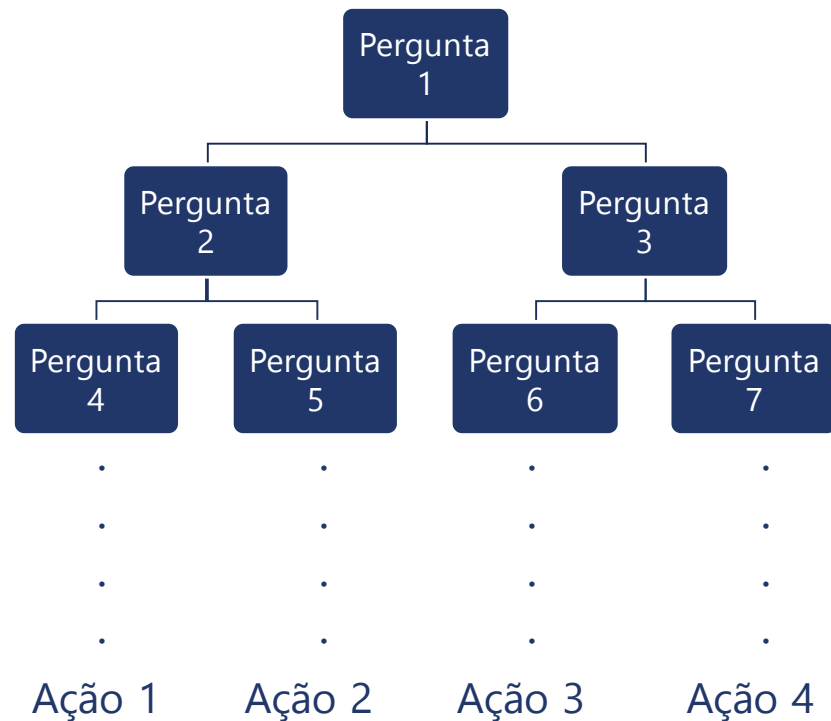 Pergunta
1
Pergunta
2
Pergunta
3
Pergunta
4
Pergunta
5
Pergunta
6
Pergunta
7
Ação 1
Ação 2
Ação 3
Ação 4